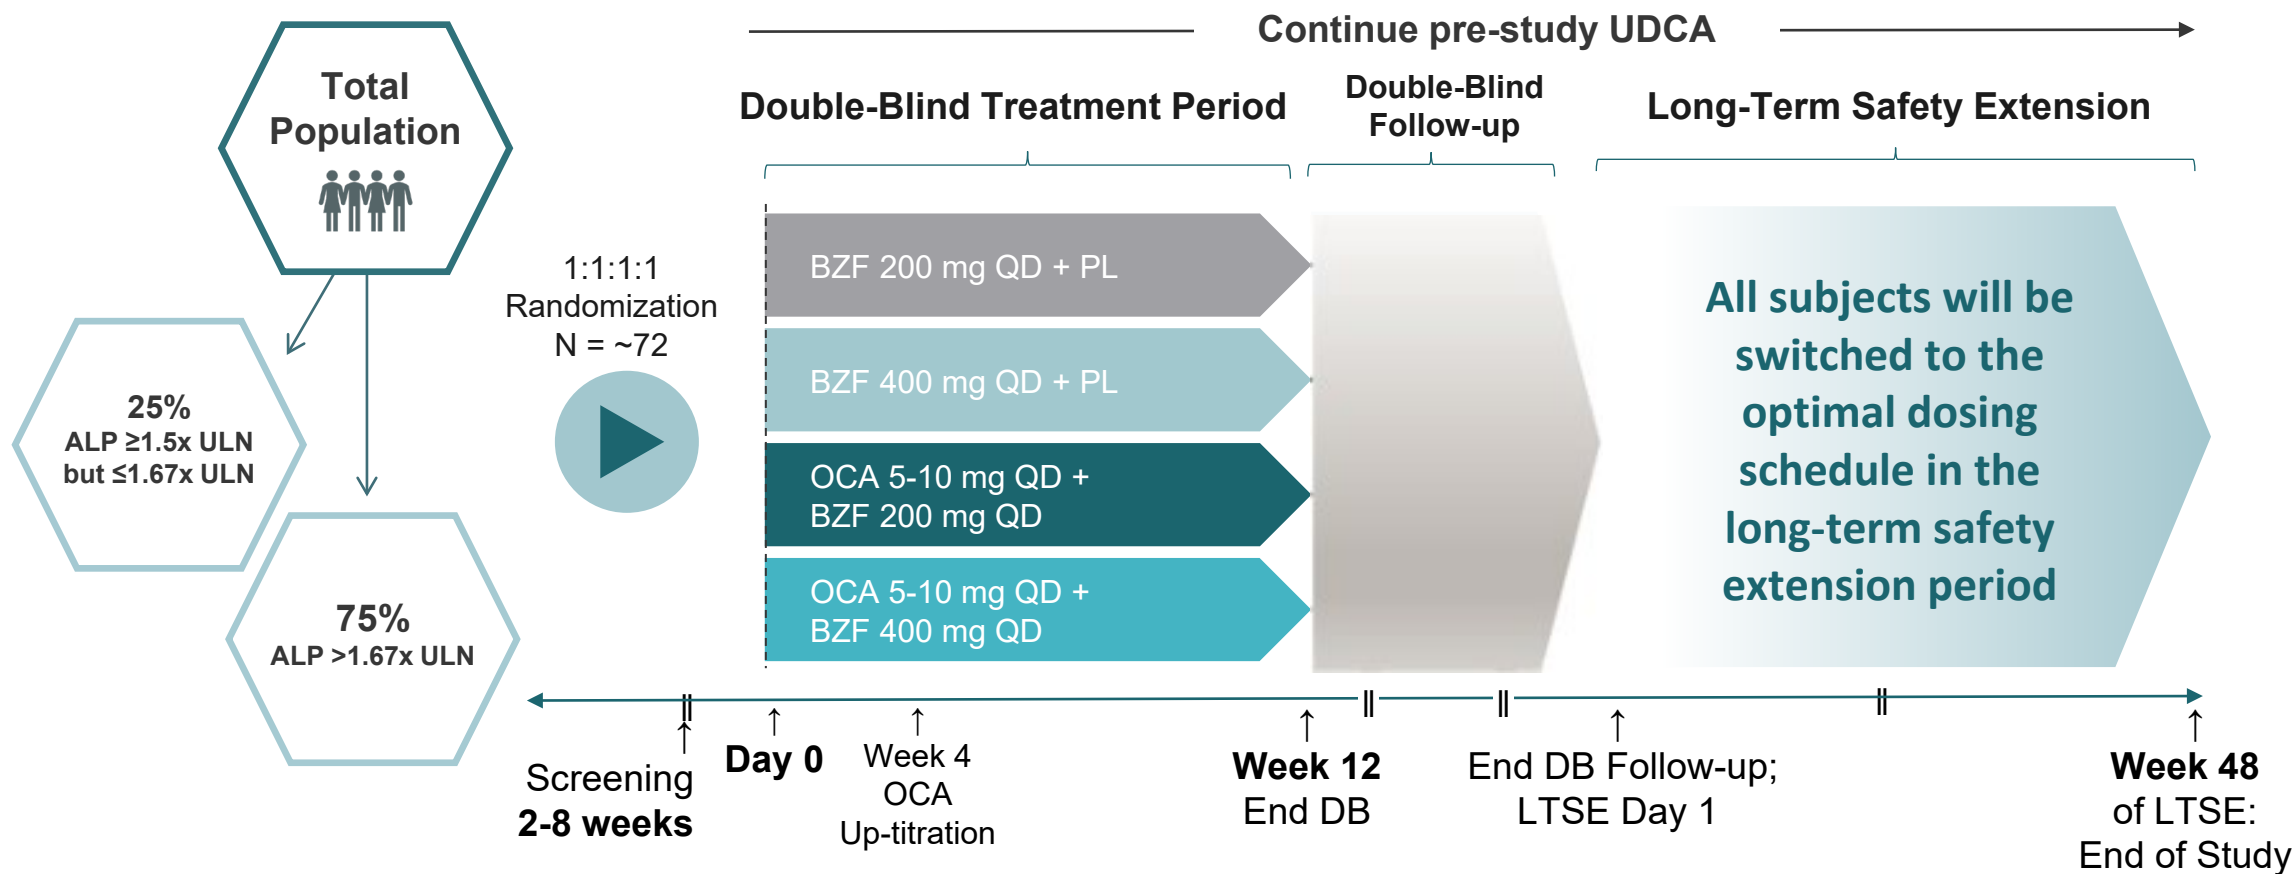 Continue pre-study UDCA
Total
Population
25%
ALP ≥1.5x ULN
but ≤1.67x ULN
75%
ALP >1.67x ULN
1:1:1:1
Randomization
N = ~72
Double-Blind Treatment Period
Double-Blind
Follow-up
Long-Term Safety Extension
BZF 200 mg QD + PL
BZF 400 mg QD + PL
OCA 5-10 mg QD +
BZF 200 mg QD
OCA 5-10 mg QD +
BZF 400 mg QD
All subjects will be
switched to the
optimal dosing
schedule in the
long-term safety
extension period
Screening
2-8 weeks
Day 0
Week 4
OCA
Up-titration
Week 12
End DB
End DB Follow-up;
LTSE Day 1
Week 48
of LTSE:
End of Study